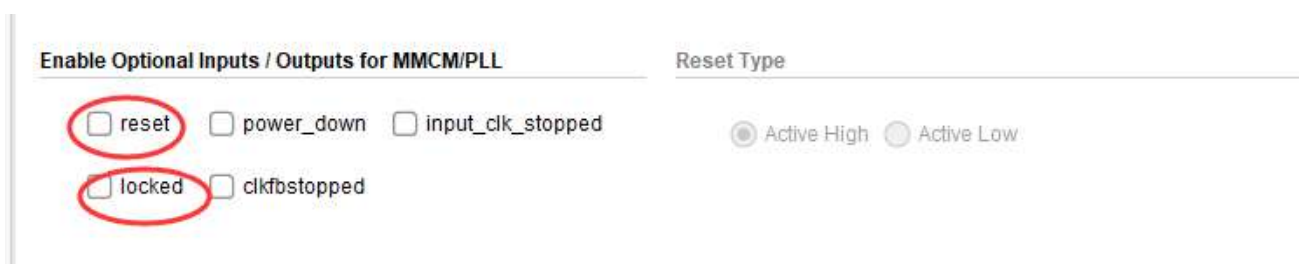 Enable Optional Inputs / Outputs for MMCM/PLL
Reset Type
reset power_down input_clk_stopped
Active High Active Low
locked clkfbstopped